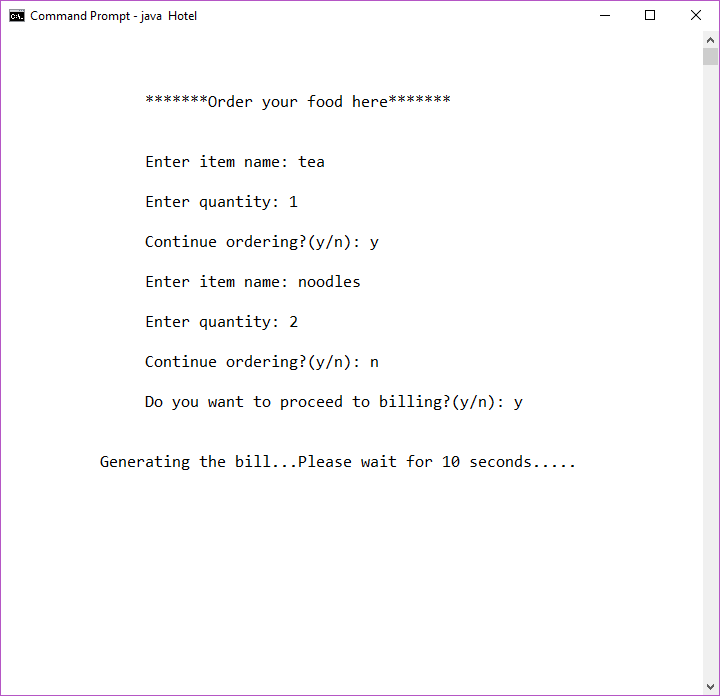 Command Prompt - java  Hotel
*******Order your food here*******
Enter item name: tea
Enter quantity: 1
Continue ordering?(y/n): y
Enter item name: noodles
Enter quantity: 2
Continue ordering?(y/n): n
Do you want to proceed to billing?(y/n): y
Generating the bill...Please wait for 10 seconds.....